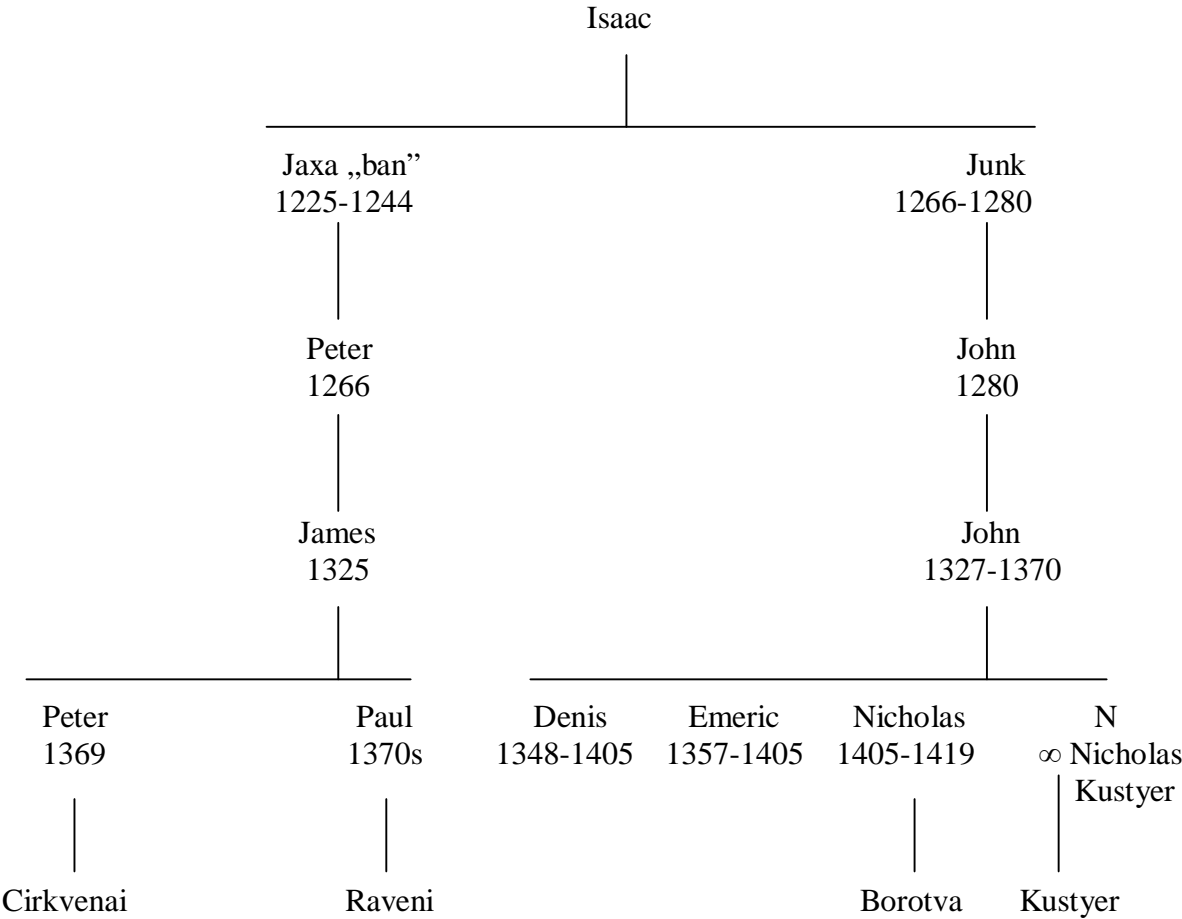 Isaac
Jaxa „ban” Junk
1225-1244 1266-1280
Peter John
1266 1280
James John
1325 1327-1370
Peter Paul Denis Emeric Nicholas N
1369 1370s 1348-1405 1357-1405 1405-1419 ∞ Nicholas
Kustyer
Cirkvenai Raveni Borotva Kustyer